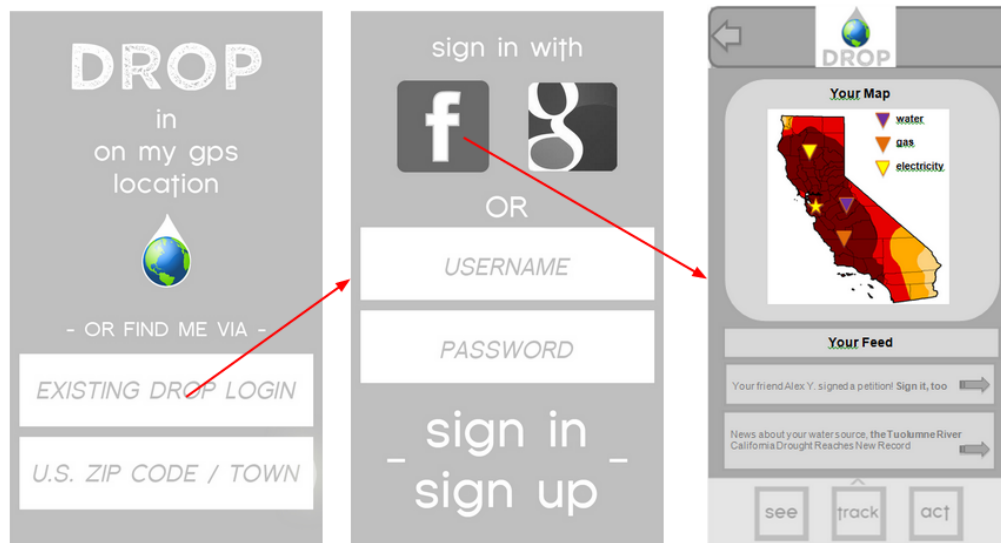 DROP
in
on my gps
location
- OR FIND ME VIA -
EXISTING DROP LOGIN
U.S. ZIP CODE / TOWN
sign in with
f
g
OR
USERNAME
PASSWORD
sign in
_ _
sign up
DROP
Your Map
water
gas
electricity
Your Feed
Your friend Alex Y. signed a petition! Sign it, too
News about your water source, the Tuolumne River
California Drought Reaches New Record
see
track
act